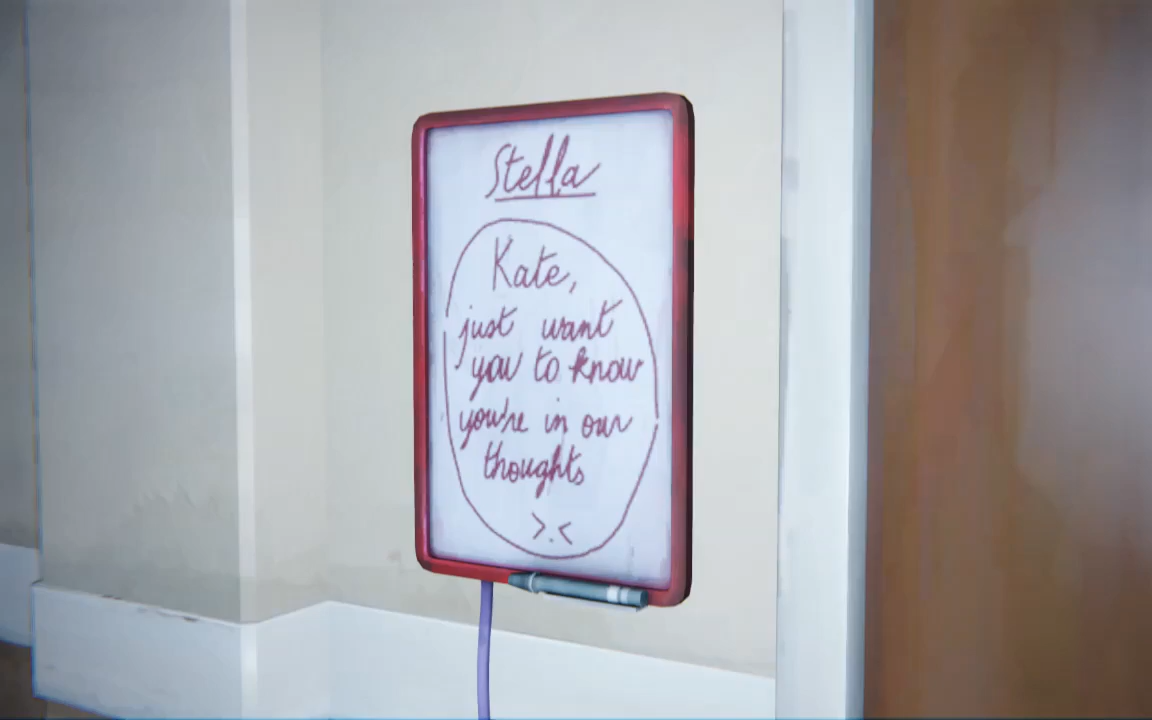 Stella
Kate,
just want
you to know
you're in our
thoughts
>.<